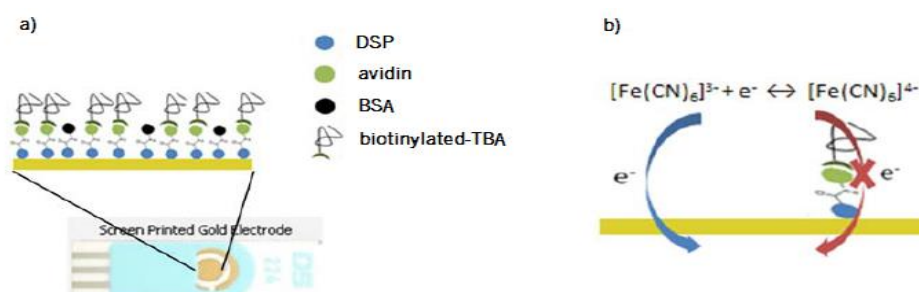 a)
DSP
avidin
BSA
biotinylated-TBA
Screen Printed Gold Electrode
DS
b)
[Fe(CN)₆]³⁻+ e⁻ ↔ [Fe(CN)₆]⁴⁻
e⁻
e⁻